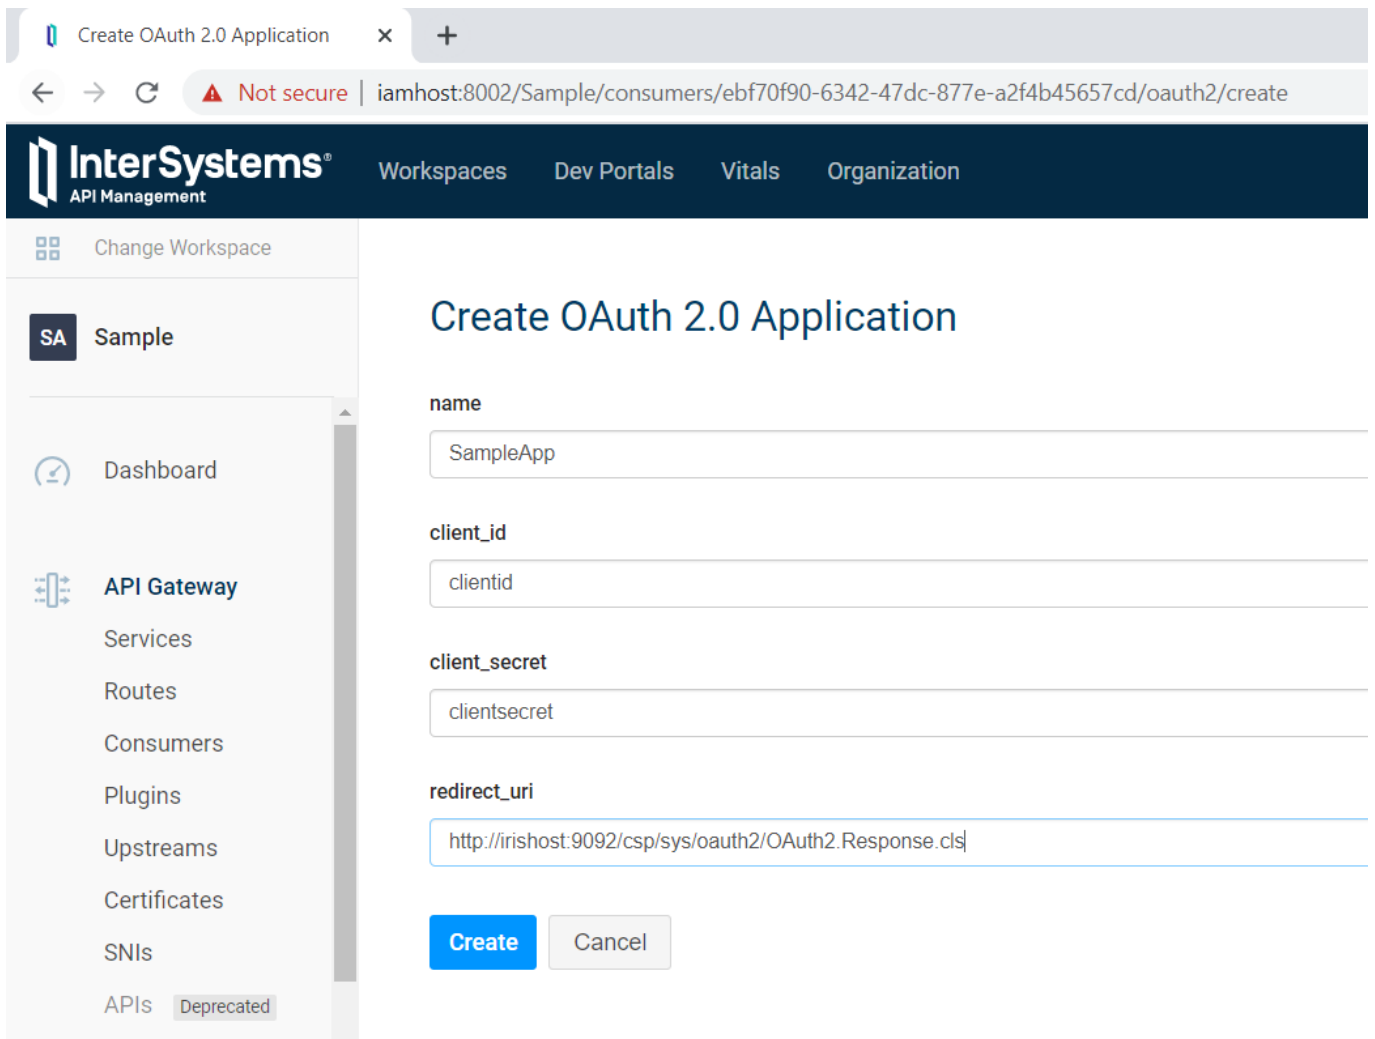 Create OAuth 2.0 Application
Not secure | iamhost:8002/Sample/consumers/ebf70f90-6342-47dc-877e-a2f4b45657cd/oauth2/create
InterSystems®
API Management
Workspaces Dev Portals Vitals Organization
Change Workspace
SA Sample
Dashboard
API Gateway
Services
Routes
Consumers
Plugins
Upstreams
Certificates
SNIs
APIs Deprecated
Create OAuth 2.0 Application
name
SampleApp
client_id
clientid
client_secret
clientsecret
redirect_uri
http://irishost:9092/csp/sys/oauth2/OAuth2.Response.cls
Create Cancel